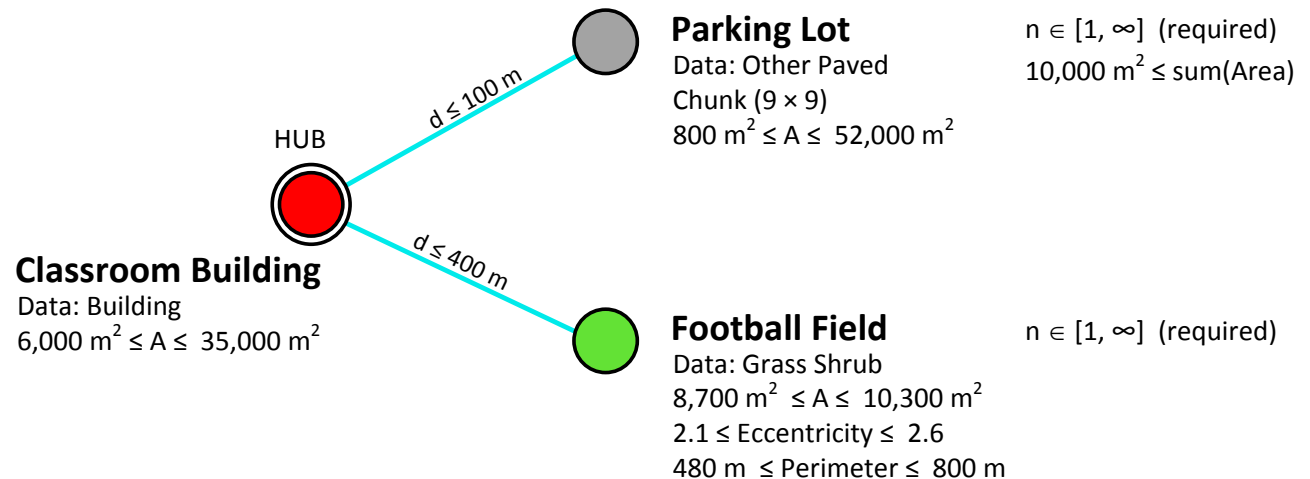 Parking Lot
n ∈ [1, ∞] (required)
Data: Other Paved
10,000 m² ≤ sum(Area)
Chunk (9 × 9)
800 m² ≤ A ≤ 52,000 m²
d ≤ 100 m
HUB
d ≤ 400 m
Classroom Building
Data: Building
6,000 m² ≤ A ≤ 35,000 m²
Football Field
n ∈ [1, ∞] (required)
Data: Grass Shrub
8,700 m² ≤ A ≤ 10,300 m²
2.1 ≤ Eccentricity ≤ 2.6
480 m ≤ Perimeter ≤ 800 m